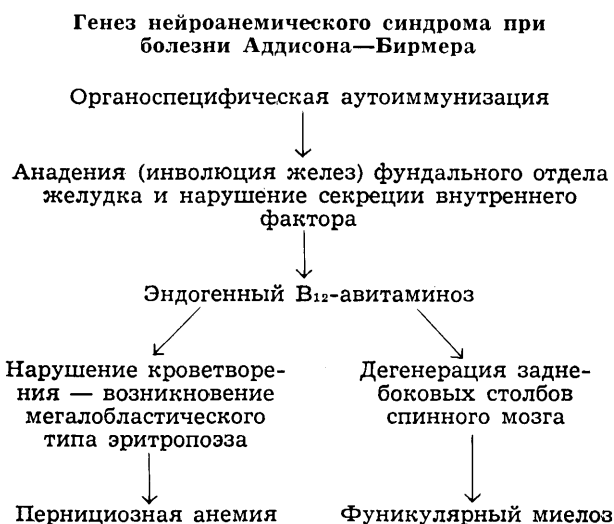 Генез нейроанемического синдрома при
болезни Аддисона—Бирмера
Органоспецифическая аутоиммунизация
Анадения (инволюция желез) фундального отдела
желудка и нарушение секреции внутреннего
фактора
Эндогенный B₁₂-авитаминоз
Нарушение кроветворе-
ния — возникновение
мегалобластического
типа эритропоэза
Дегенерация задне-
боковых столбов
спинного мозга
Пернициозная анемия
Фуникулярный миелоз